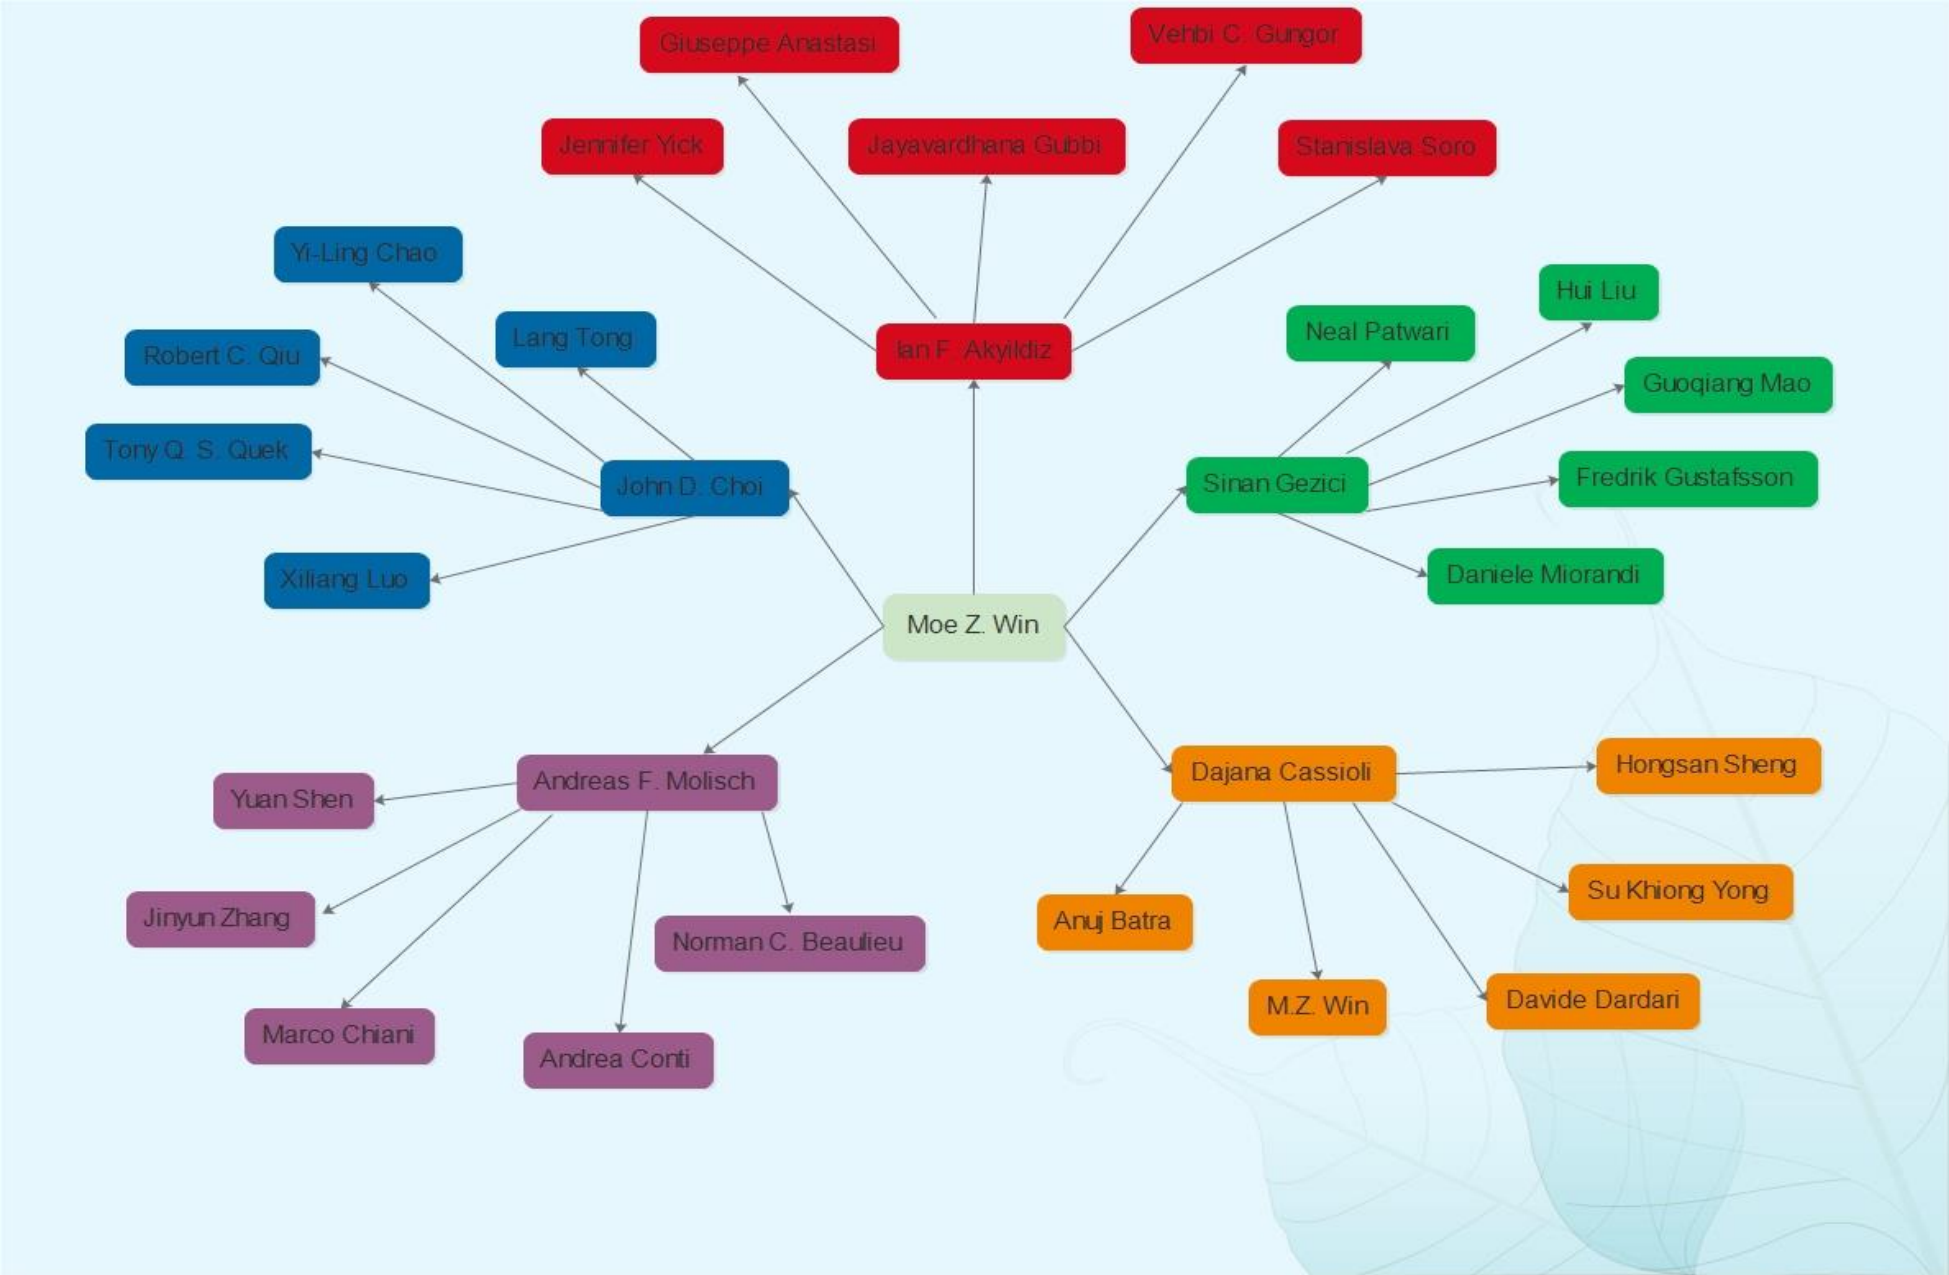 Vehbi C. Gungor
Giuseppe Anastasi
Jennifer Yick
Jayavardhana Gubbi
Stanislava Soro
Yi-Ling Chao
Hui Liu
Neal Patwari
Lang Tong
Robert C. Qiu
Ian F. Akyildiz
Guoqiang Mao
Tony Q. S. Quek
Fredrik Gustafsson
John D. Choi
Sinan Gezici
Xiliang Luo
Daniele Miorandi
Moe Z. Win
Hongsan Sheng
Dajana Cassioli
Andreas F. Molisch
Yuan Shen
Su Khiong Yong
Jinyun Zhang
Anuj Batra
Norman C. Beaulieu
Davide Dardari
M.Z. Win
Marco Chiani
Andrea Conti